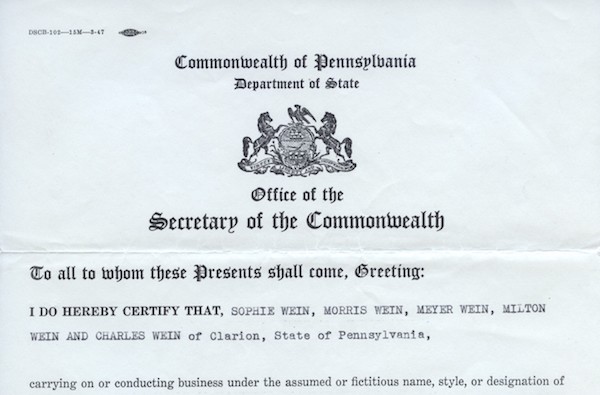 DSCB-102—15M—3-47
Commonwealth of Pennsylvania
Department of State
Office of the
Secretary of the Commonwealth
To all to whom these Presents shall come, Greeting:
I DO HEREBY CERTIFY THAT, SOPHIE WEIN, MORRIS WEIN, MEYER WEIN, MILTON
WEIN AND CHARLES WEIN of Clarion, State of Pennsylvania,
carrying on or conducting business under the assumed or fictitious name, style, or designation of